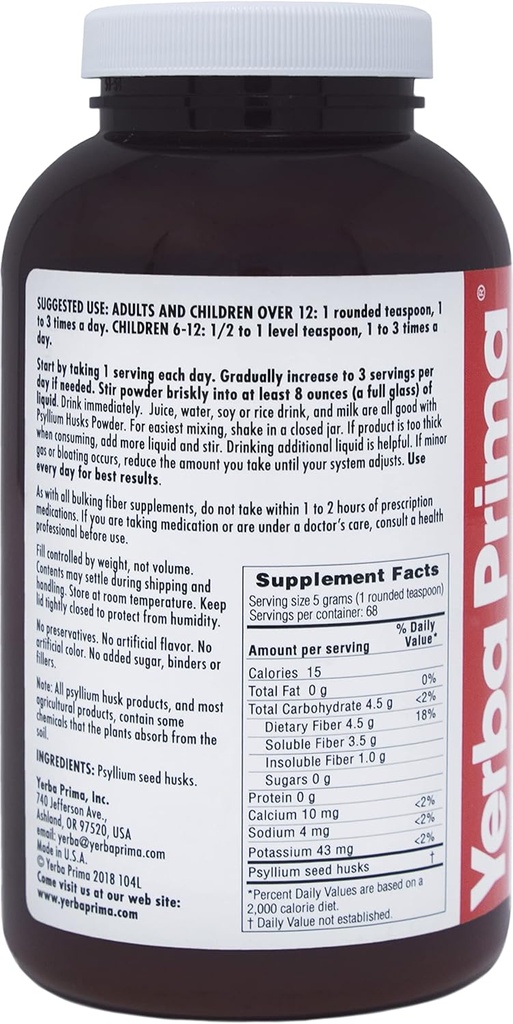 SUGGESTED USE: ADULTS AND CHILDREN OVER 12: 1 rounded teaspoon, 1
to 3 times a day. CHILDREN 6-12: 1/2 to 1 level teaspoon, 1 to 3 times a
day.
Start by taking 1 serving each day. Gradually increase to 3 servings per
day if needed. Stir powder briskly into at least 8 ounces (a full glass) of
liquid. Drink immediately. Juice, water, soy or rice drink, and milk are all good with
Psyllium Husks Powder. For easiest mixing, shake in a closed jar. If product is too thick
when consuming, add more liquid and stir. Drinking additional liquid is helpful. If minor
gas or bloating occurs, reduce the amount you take until your system adjusts. Use
every day for best results.
As with all bulking fiber supplements, do not take within 1 to 2 hours of prescription
medications. If you are taking medication or are under a doctor's care, consult a health
professional before use.
Fill controlled by weight, not volume.
Contents may settle during shipping and
handling. Store at room temperature. Keep
lid tightly closed to protect from humidity.
No preservatives. No artificial flavor. No
artificial color. No added sugar, binders or
fillers.
Note: All psyllium husk products, and most
agricultural products, contain some
chemicals that the plants absorb from the
soil.
INGREDIENTS: Psyllium seed husks.
Yerba Prima, Inc.
740 Jefferson Ave.,
Ashland, OR 97520, USA
email: yerba@yerbaprima.com
Made in U.S.A.
© Yerba Prima 2018 104L
Come visit us at our web site:
www.yerbaprima.com
Supplement Facts
Serving size 5 grams (1 rounded teaspoon)
Servings per container: 68
Amount per serving % Daily Value*
Calories 15
Total Fat 0 g 0%
Total Carbohydrate 4.5 g <2%
Dietary Fiber 4.5 g 18%
Soluble Fiber 3.5 g
Insoluble Fiber 1.0 g
Sugars 0 g
Protein 0 g
Calcium 10 mg <2%
Sodium 4 mg <2%
Potassium 43 mg <2%
Psyllium seed husks †
*Percent Daily Values are based on a
2,000 calorie diet.
† Daily Value not established.
Yerba Prima®